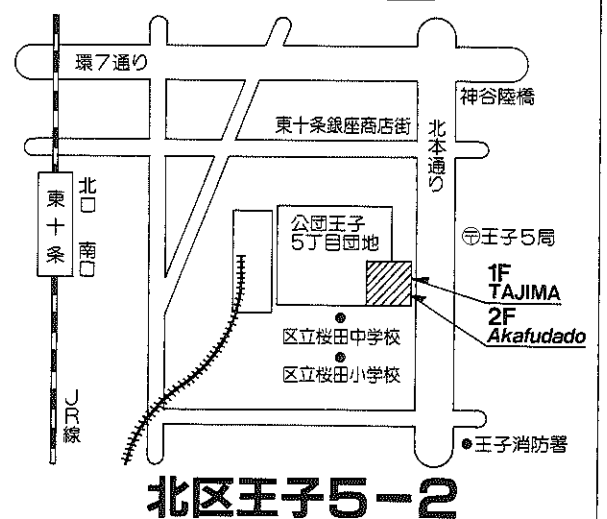 環7通り
神谷陸橋
東十条銀座商店街
北本通り
東十条
北口
南口
公団王子
5丁目団地
〒王子5局
1F
TAJIMA
2F
Akafudado
区立桜田中学校
区立桜田小学校
JR線
王子消防署
北区王子5-2